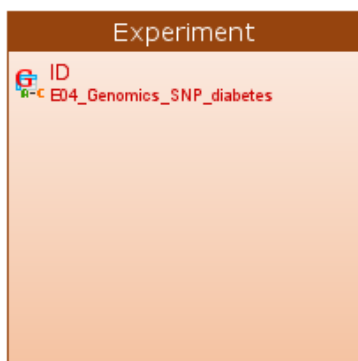 Experiment
ID
E04_Genomics_SNP_diabetes
G
A-C